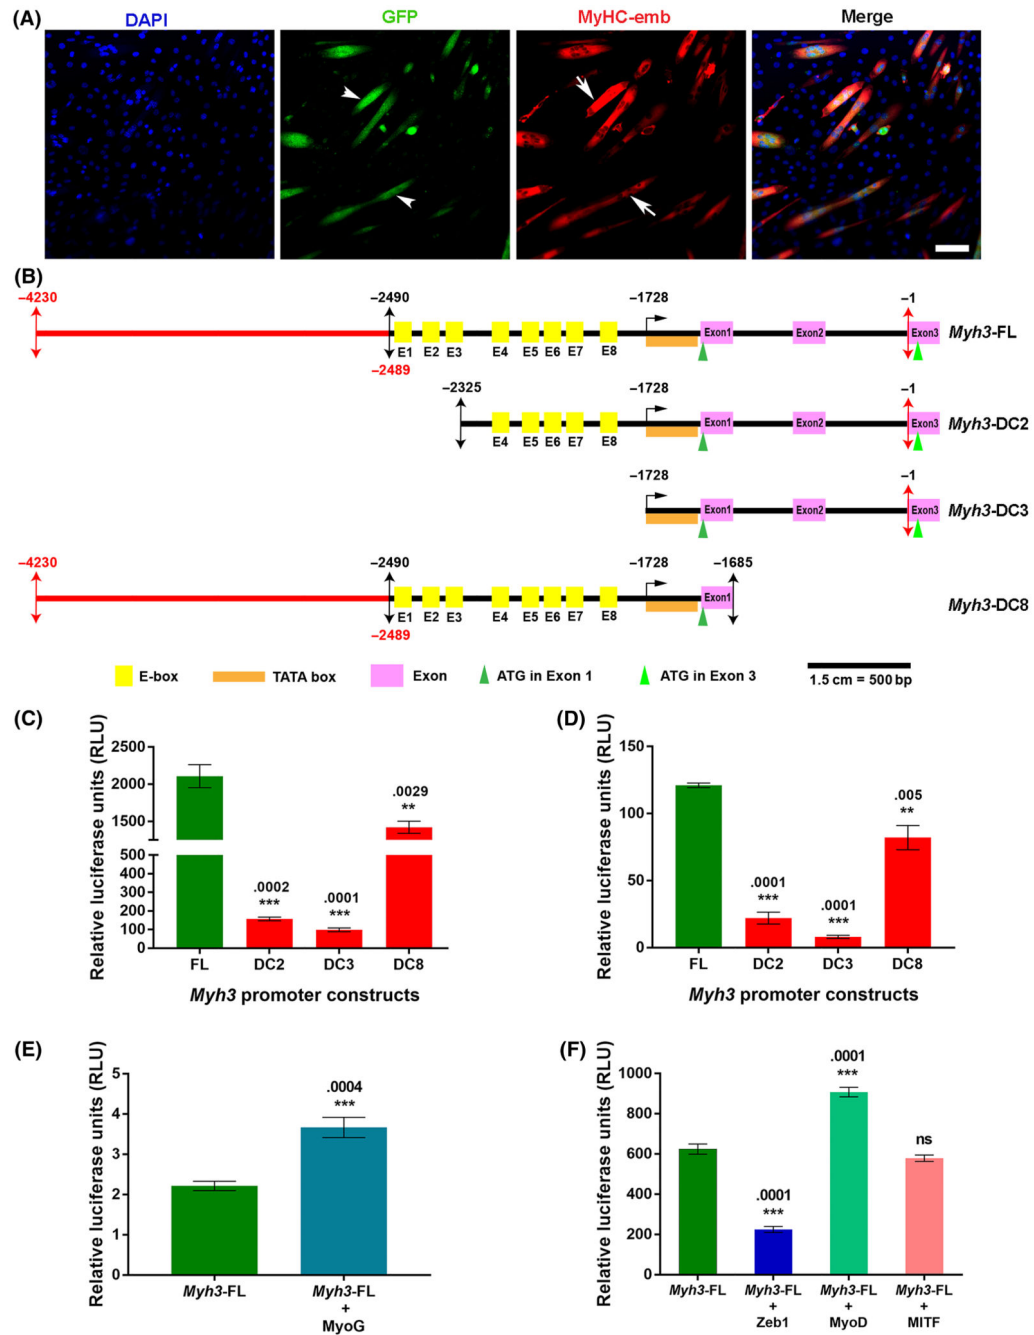 (A)
DAPI
GFP
MyHC-emb
Merge
(B)
–4230
–2490
–1728
–1
E1 E2 E3 E4 E5 E6 E7 E8
Exon1 Exon2 Exon3
Myh3-FL
–2489
–2325
–1728
–1
E4 E5 E6 E7 E8
Exon1 Exon2 Exon3
Myh3-DC2
–1728
–1
Exon1 Exon2 Exon3
Myh3-DC3
–4230
–2490
–1728
–1685
Exon1
E1 E2 E3 E4 E5 E6 E7 E8
Myh3-DC8
–2489
E-box
TATA box
Exon
ATG in Exon 1
ATG in Exon 3
1.5 cm = 500 bp
(C)
Relative luciferase units (RLU)
2500
2000
1500
500
400
300
200
100
0
.0002
***
.0001
***
.0029
**
FL DC2 DC3 DC8
Myh3 promoter constructs
(D)
Relative luciferase units (RLU)
150
100
50
0
.0001
***
.0001
***
.005
**
FL DC2 DC3 DC8
Myh3 promoter constructs
(E)
Relative luciferase units (RLU)
5
4
3
2
1
0
.0004
***
Myh3-FL
Myh3-FL
+
MyoG
(F)
Relative luciferase units (RLU)
1000
800
600
400
200
0
.0001
***
.0001
***
ns
Myh3-FL
Myh3-FL
+
Zeb1
Myh3-FL
+
MyoD
Myh3-FL
+
MITF